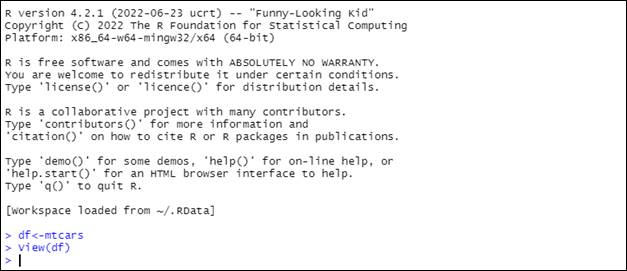 R version 4.2.1 (2022-06-23 ucrt) -- "Funny-Looking Kid"
Copyright (C) 2022 The R Foundation for Statistical Computing
Platform: x86_64-w64-mingw32/x64 (64-bit)
R is free software and comes with ABSOLUTELY NO WARRANTY.
You are welcome to redistribute it under certain conditions.
Type 'license()' or 'licence()' for distribution details.
R is a collaborative project with many contributors.
Type 'contributors()' for more information and
'citation()' on how to cite R or R packages in publications.
Type 'demo()' for some demos, 'help()' for on-line help, or
'help.start()' for an HTML browser interface to help.
Type 'q()' to quit R.
[Workspace loaded from ~/.RData]
> df<-mtcars
> View(df)
>